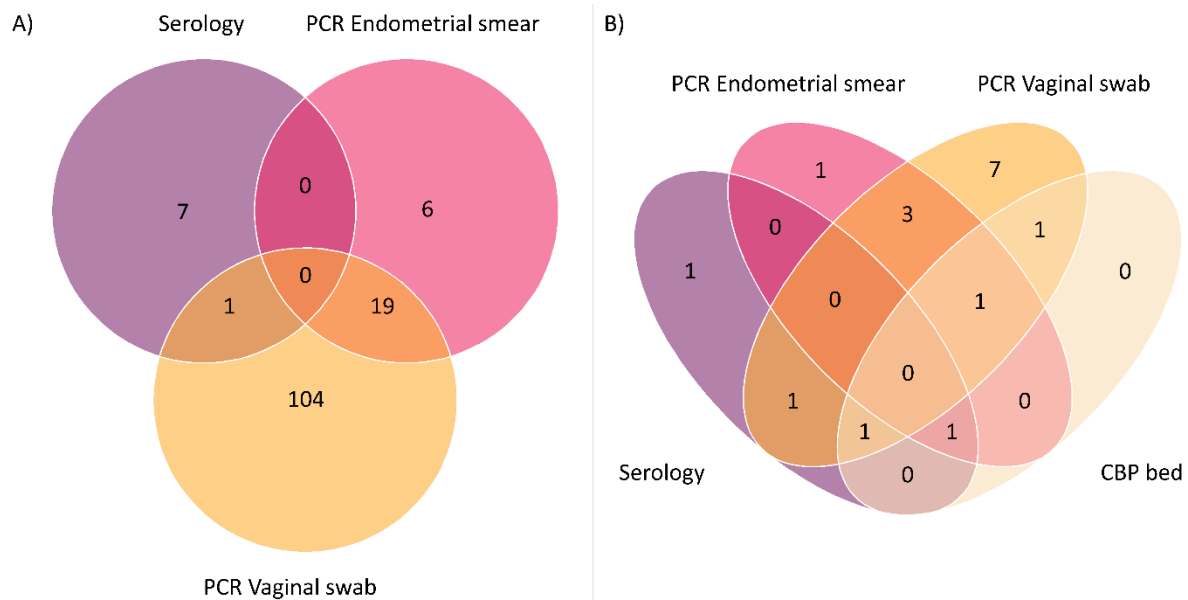 A)
Serology
PCR Endometrial smear
7
0
6
0
1
19
104
PCR Vaginal swab
B)
PCR Endometrial smear
PCR Vaginal swab
1
7
0
3
1
1
0
0
1
0
1
0
1
1
0
Serology
CBP bed